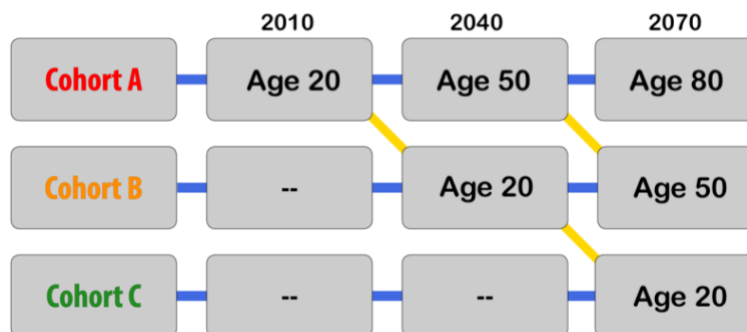 2010 2040 2070
Cohort A Age 20 Age 50 Age 80
Cohort B -- Age 20 Age 50
Cohort C -- -- Age 20